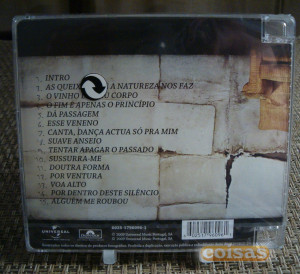 1. INTRO
2. AS QUEI A NATUREZA NOS FAZ
3. O VINHO CORPO
4. O FIM É APENAS O PRINCÍPIO
5. DÁ PASSAGEM
6. ESSE VENENO
7. CANTA, DANÇA ACTUA SÓ PRA MIM
8. SUAVE ANSEIO
9. TENTAR APAGAR O PASSADO
10. SUSSURRA-ME
11. DOUTRA FORMA
12. POR VENTURA
13. VOA ALTO
14. POR DENTRO DESTE SILÊNCIO
15. ALGUEM ME ROUBOU
UNIVERSAL
coisas